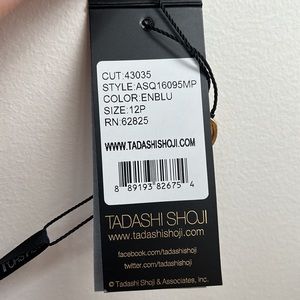 CUT:43035
STYLE:ASQ16095MP
COLOR:ENBLU
SIZE:12P
RN:62825
WWW.TADASHISHOJI.COM
8 89193 82675 4
TADASHI SHOJI
www.tadashishoji.com
facebook.com/tadashishoji
twitter.com/tadashishoji
© Tadashi Shoji & Associates, Inc.